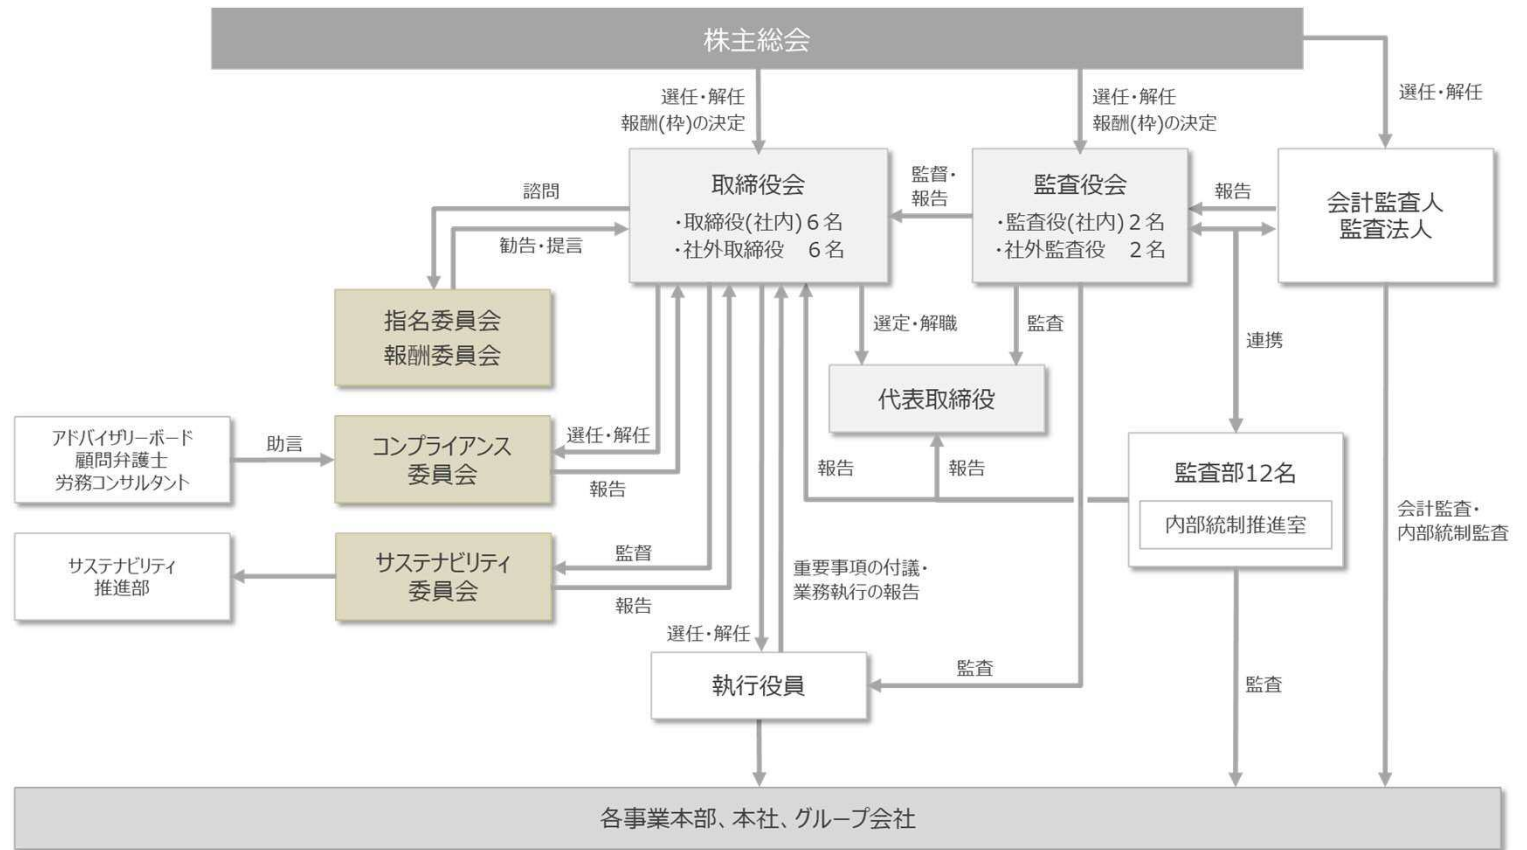 株主総会
選任・解任
報酬(枠)の決定
選任・解任
報酬(枠)の決定
選任・解任
取締役会
・取締役(社内)６名
・社外取締役　６名
監督・
報告
監査役会
・監査役(社内)２名
・社外監査役　２名
報告
会計監査人
監査法人
諮問
勧告・提言
指名委員会
報酬委員会
選定・解職
監査
連携
代表取締役
アドバイザリーボード
顧問弁護士
労務コンサルタント
助言
コンプライアンス
委員会
選任・解任
報告
報告
報告
監査部12名
内部統制推進室
会計監査・
内部統制監査
サステナビリティ
推進部
サステナビリティ
委員会
監督
報告
重要事項の付議・
業務執行の報告
選任・解任
執行役員
監査
監査
各事業本部、本社、グループ会社